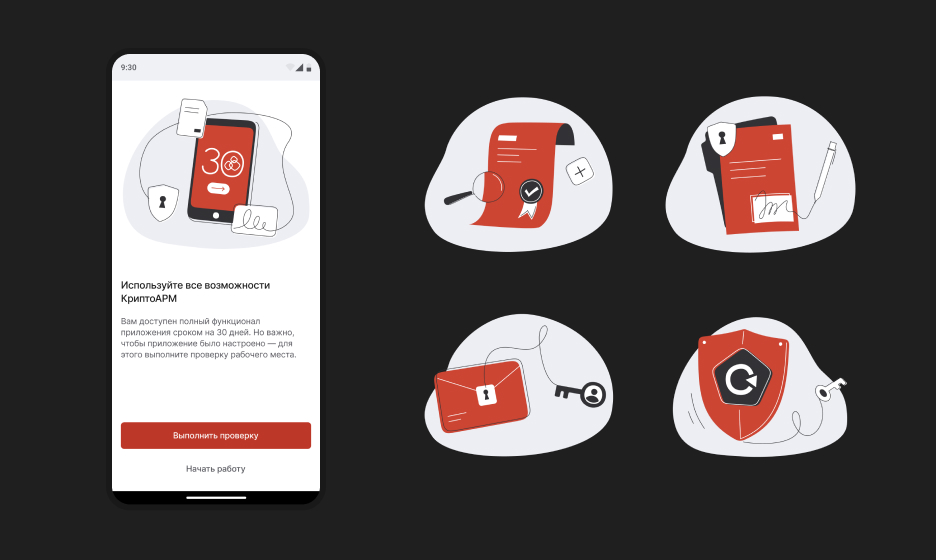 9:30
30
Используйте все возможности
КриптоАРМ
Вам доступен полный функционал
приложения сроком на 30 дней. Но важно,
чтобы приложение было настроено — для
этого выполните проверку рабочего места.
Выполнить проверку
Начать работу